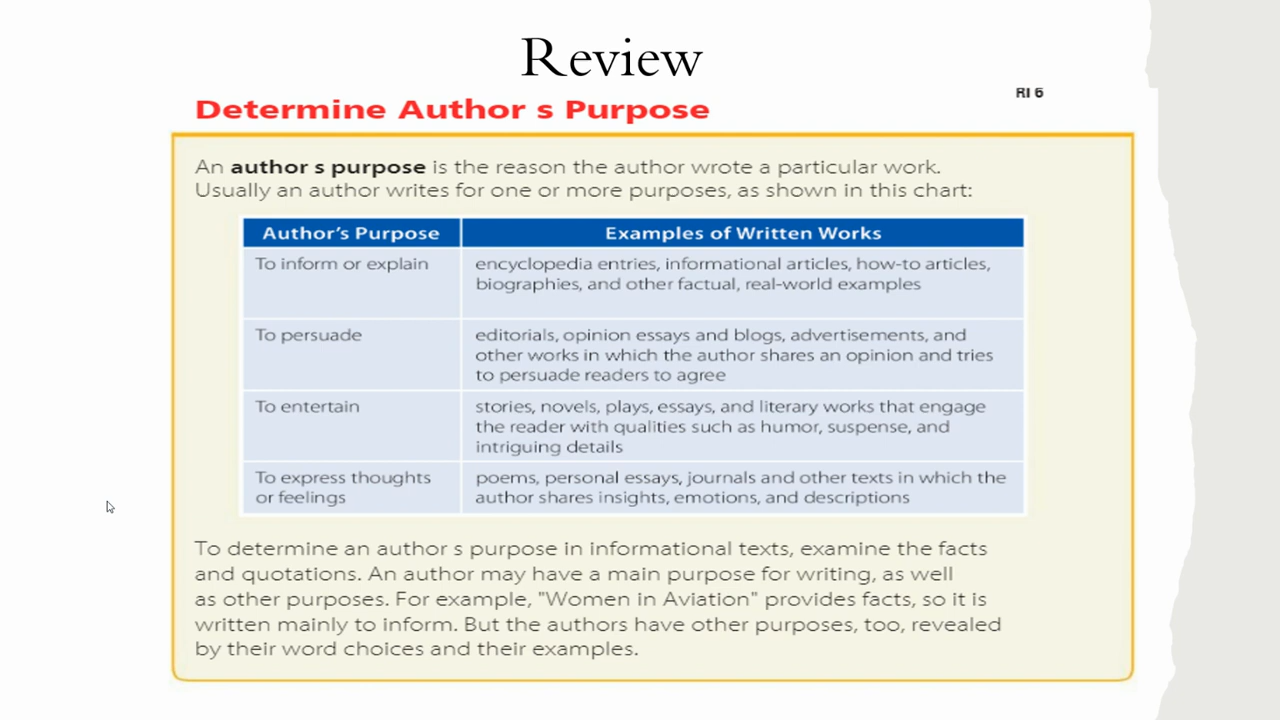 Review
RI 6
Determine Author s Purpose
An author s purpose is the reason the author wrote a particular work.
Usually an author writes for one or more purposes, as shown in this chart:
Author's Purpose
Examples of Written Works
To inform or explain
encyclopedia entries, informational articles, how-to articles,
biographies, and other factual, real-world examples
To persuade
editorials, opinion essays and blogs, advertisements, and
other works in which the author shares an opinion and tries
to persuade readers to agree
To entertain
stories, novels, plays, essays, and literary works that engage
the reader with qualities such as humor, suspense, and
intriguing details
To express thoughts
or feelings
poems, personal essays, journals and other texts in which the
author shares insights, emotions, and descriptions
To determine an author s purpose in informational texts, examine the facts
and quotations. An author may have a main purpose for writing, as well
as other purposes. For example, "Women in Aviation" provides facts, so it is
written mainly to inform. But the authors have other purposes, too, revealed
by their word choices and their examples.